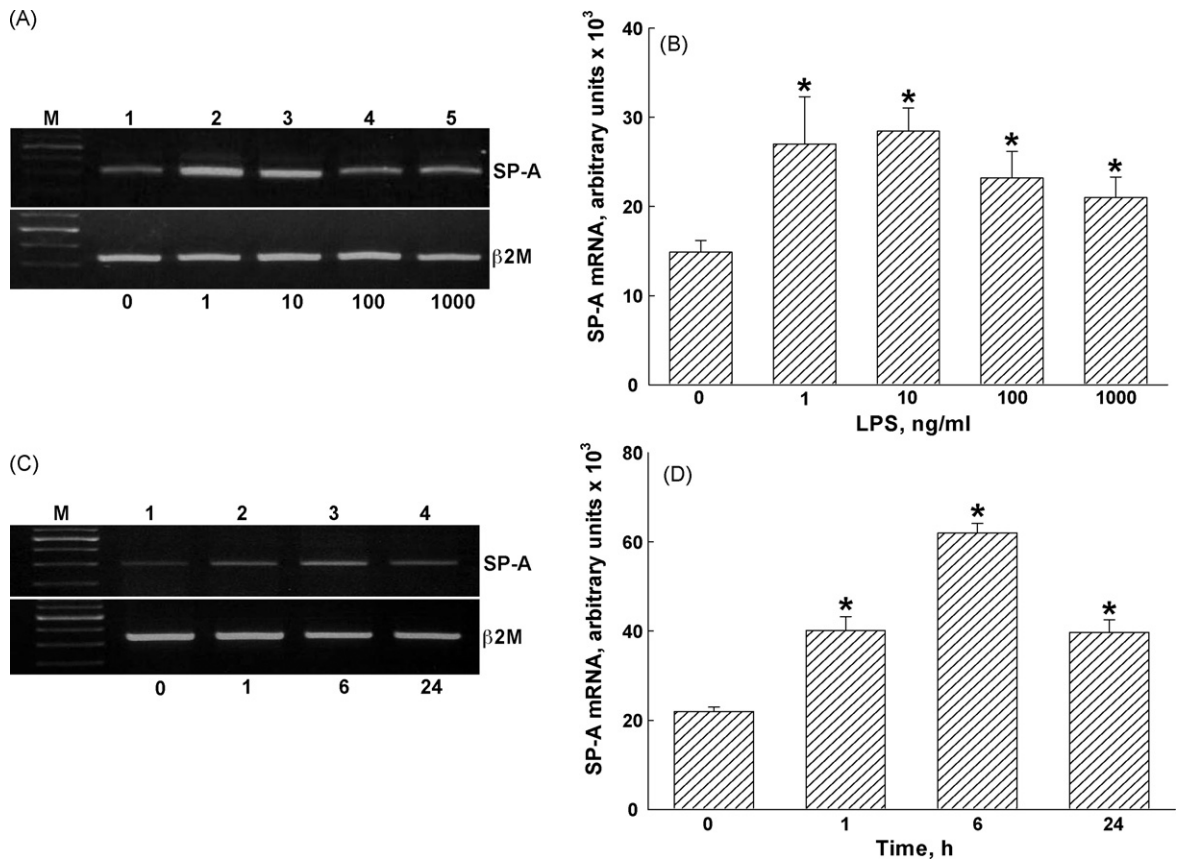 (A)
M 1 2 3 4 5
SP-A
β2M
0 1 10 100 1000
(B)
SP-A mRNA, arbitrary units x 10³
40
30
20
10
0
* * * *
0 1 10 100 1000
LPS, ng/ml
(C)
M 1 2 3 4
SP-A
β2M
0 1 6 24
(D)
SP-A mRNA, arbitrary units x 10³
80
60
40
20
0
* * *
0 1 6 24
Time, h